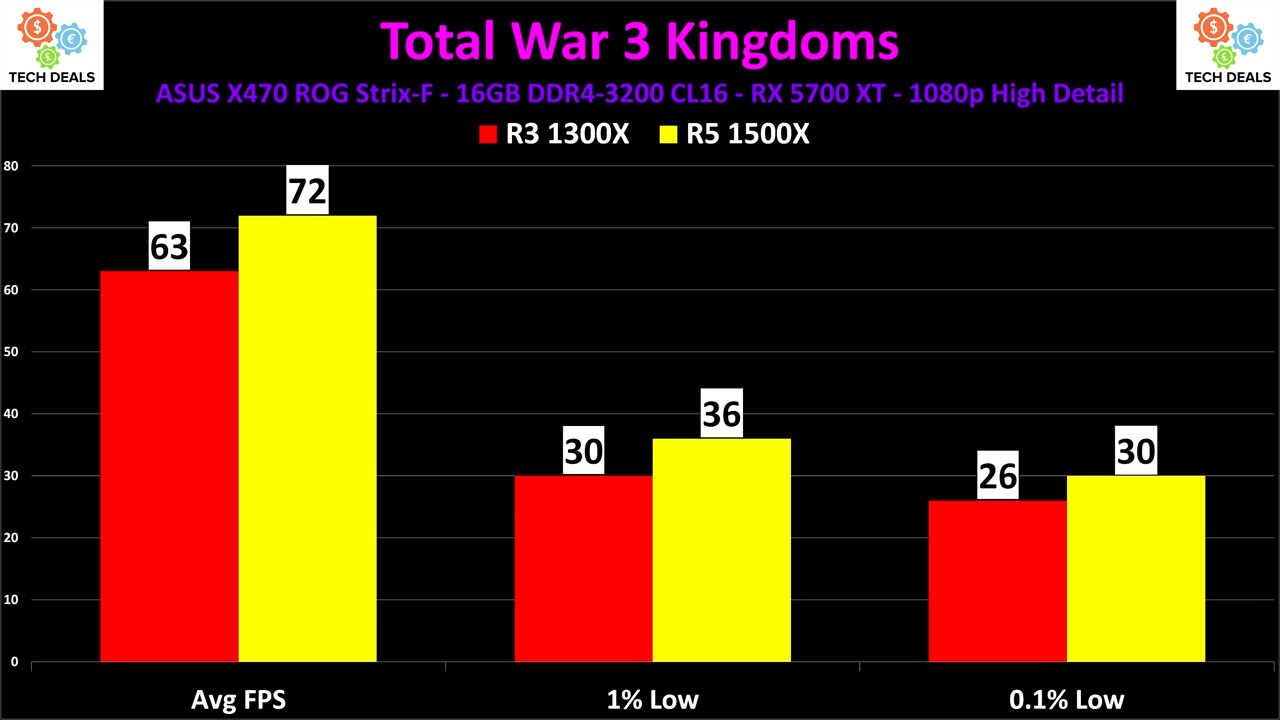 Total War 3 Kingdoms
ASUS X470 ROG Strix-F - 16GB DDR4-3200 CL16 - RX 5700 XT - 1080p High Detail
R3 1300X R5 1500X
$ € €
TECH DEALS
$ € €
TECH DEALS
80
70
60
50
40
30
20
10
0
63
72
30
36
26
30
Avg FPS 1% Low 0.1% Low